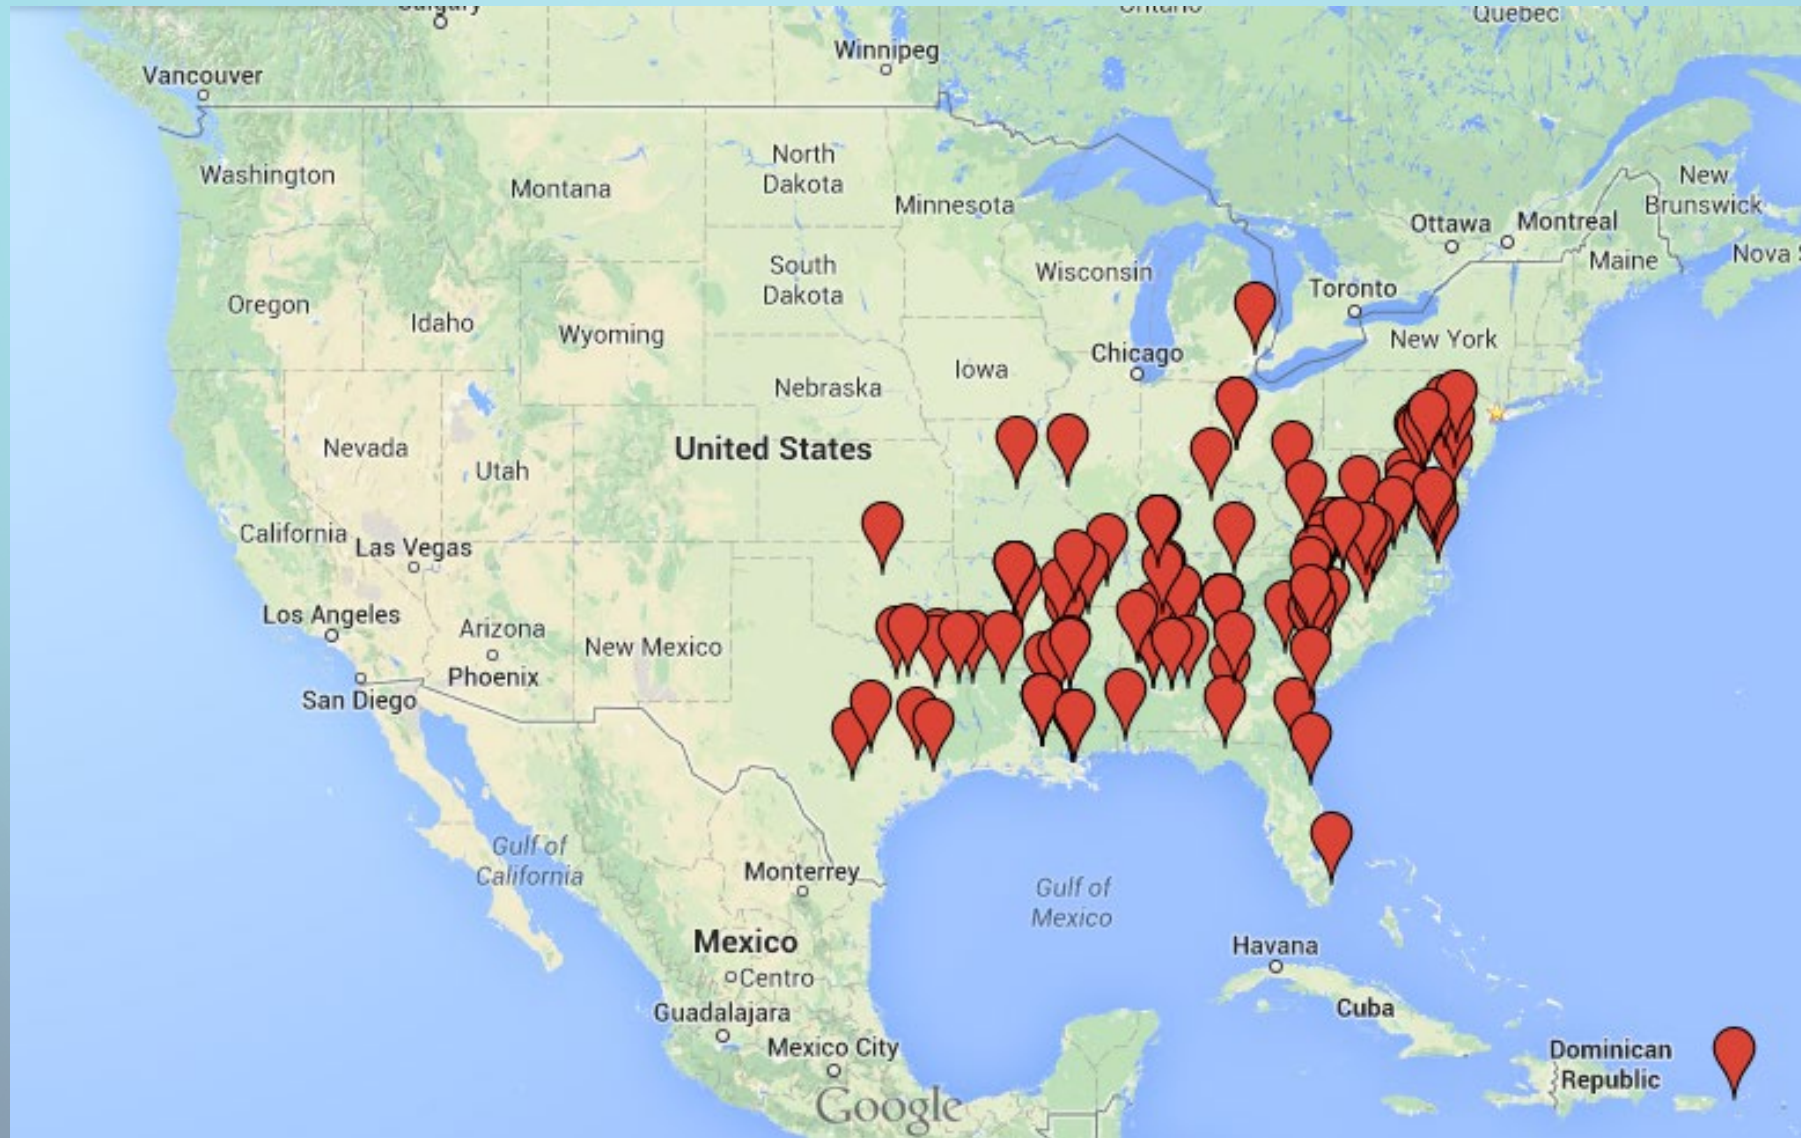 Calgary
Ontario
Quebec
Winnipeg
Vancouver
Washington
Montana
North
Dakota
Minnesota
New
Brunswick
Ottawa
Montreal
Maine
Nova S
South
Dakota
Wisconsin
Toronto
Oregon
Idaho
Wyoming
New York
Chicago
Iowa
Nebraska
Nevada
United States
Utah
California
Las Vegas
Los Angeles
Arizona
New Mexico
Phoenix
San Diego
Gulf of
California
Monterrey
Gulf of
Mexico
Mexico
Centro
Havana
Guadalajara
Cuba
Mexico City
Dominican
Republic
Google